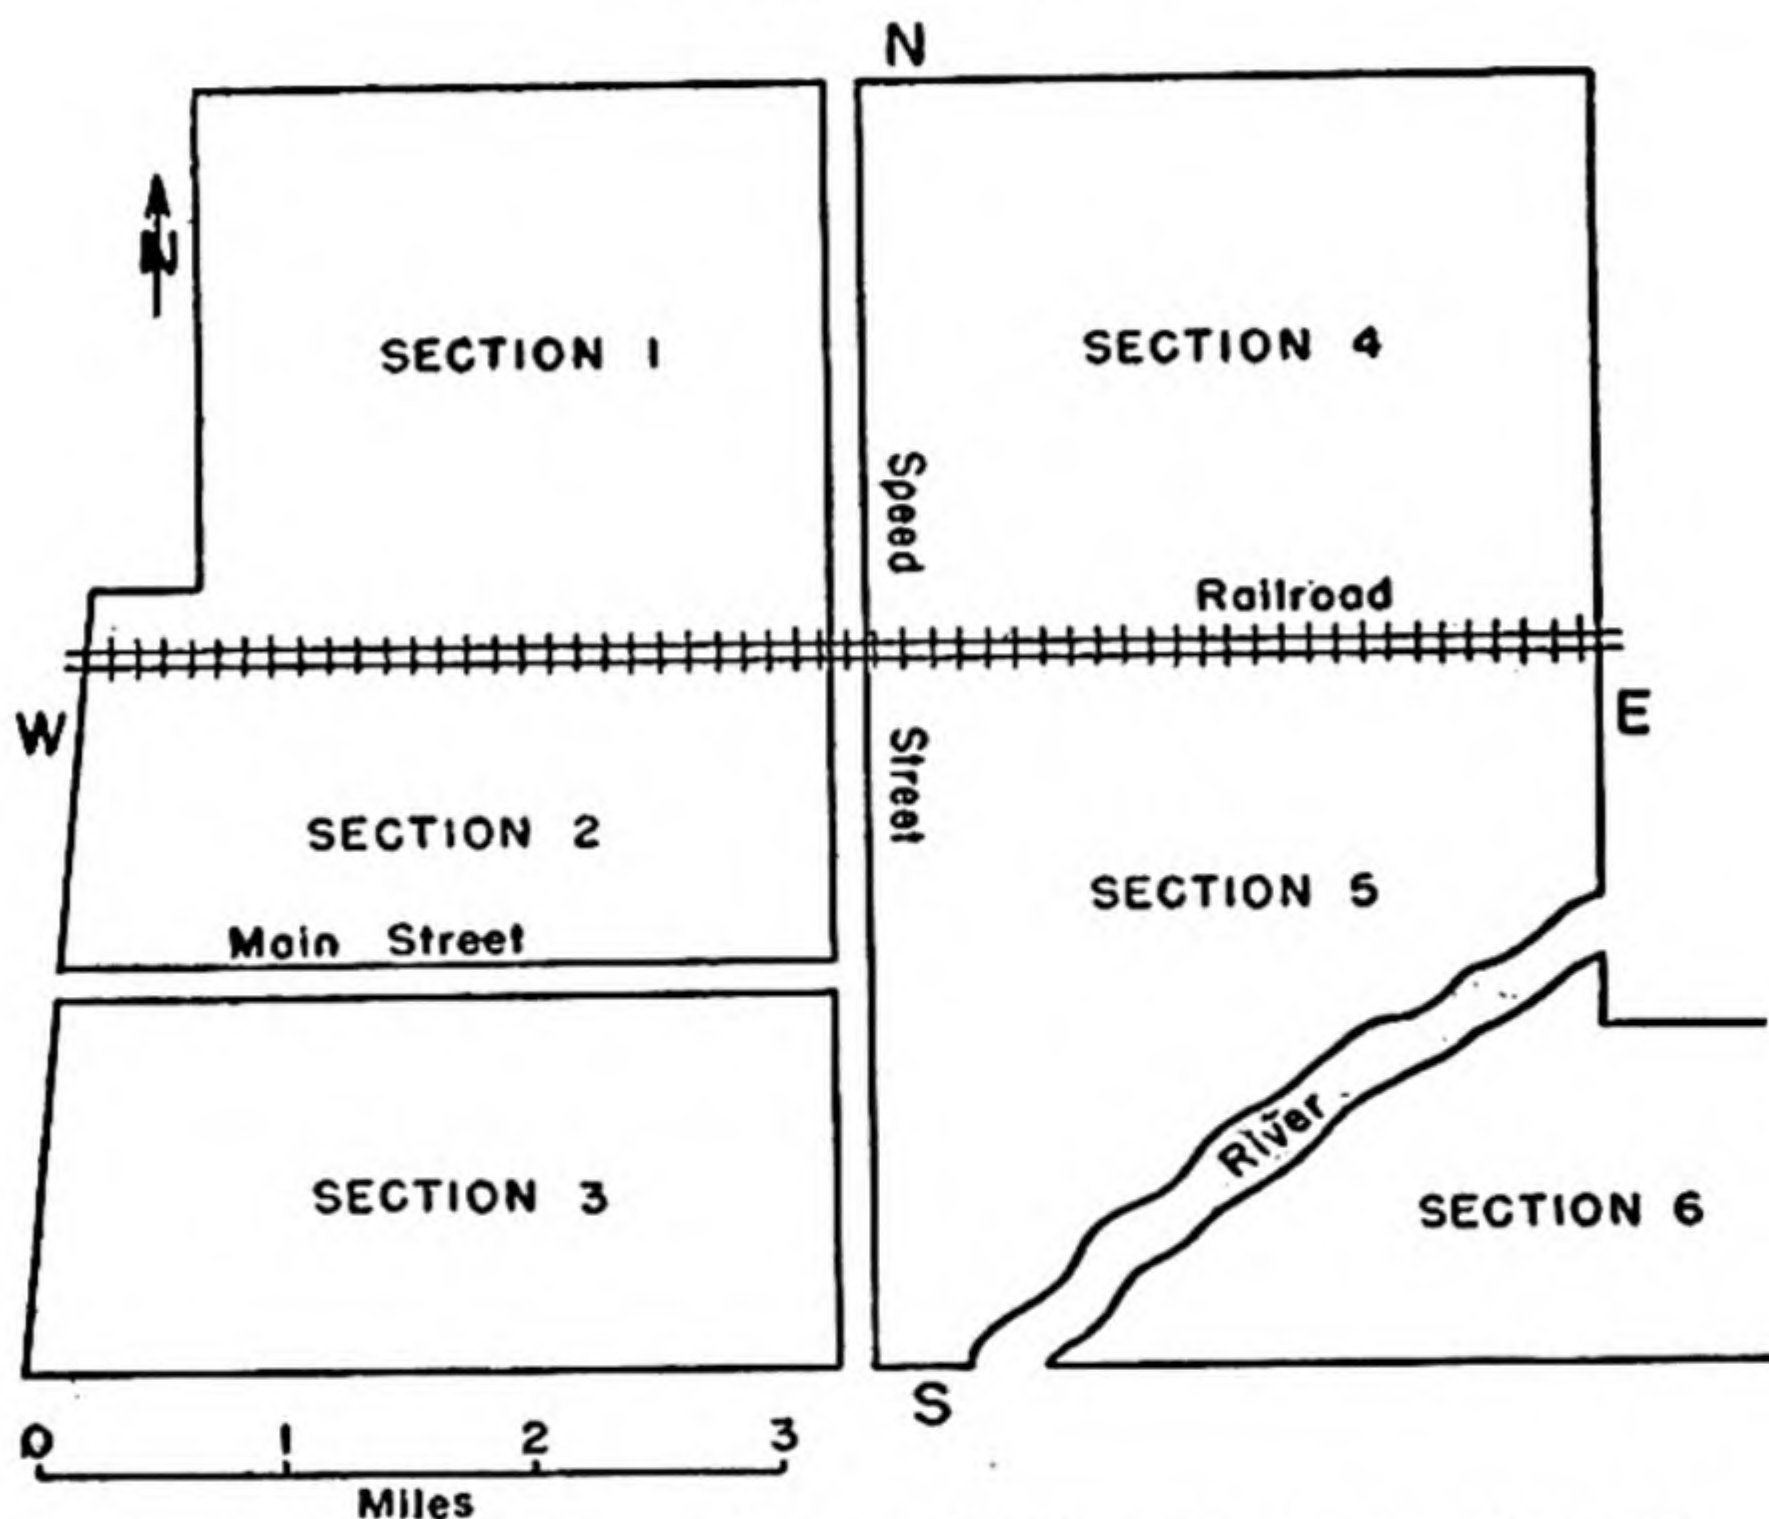 N
N
SECTION 1
SECTION 4
Speed
Railroad
W
E
Street
SECTION 2
SECTION 5
Main Street
River
SECTION 3
SECTION 6
S
0 1 2 3
Miles